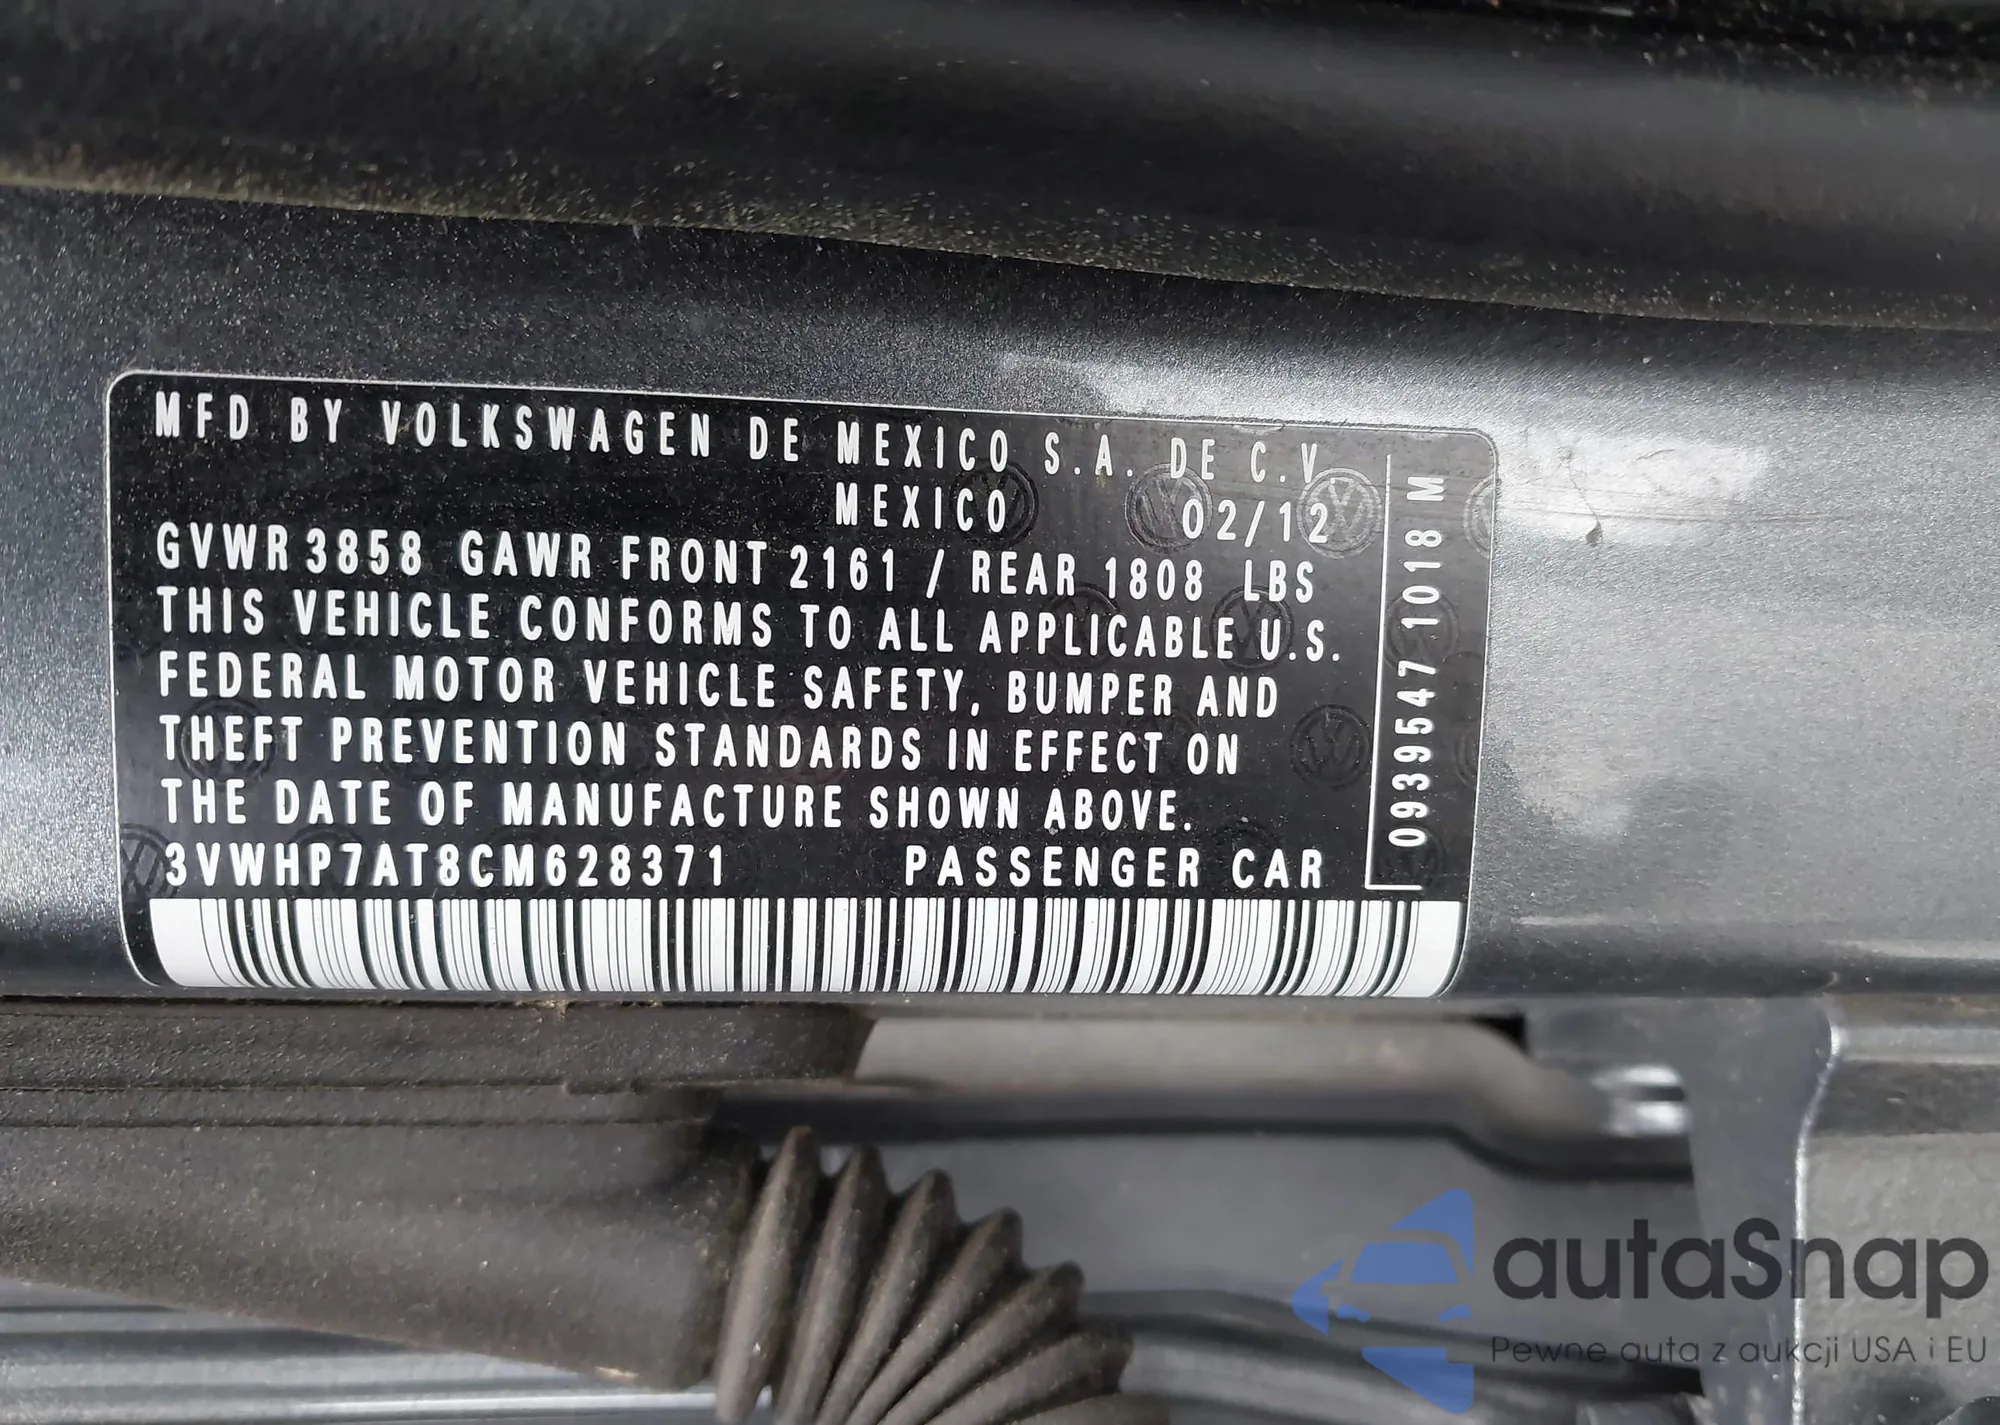 MFD BY VOLKSWAGEN DE MEXICO S.A. DE C.V
MEXICO 02/12
GVWR 3858 GAWR FRONT 2161 / REAR 1808 LBS
THIS VEHICLE CONFORMS TO ALL APPLICABLE U.S.
FEDERAL MOTOR VEHICLE SAFETY, BUMPER AND
THEFT PREVENTION STANDARDS IN EFFECT ON
THE DATE OF MANUFACTURE SHOWN ABOVE.
3VWHP7AT8CM628371 PASSENGER CAR
0939547 1018 M
autaSnap
Pewne auta z aukcji USA i EU